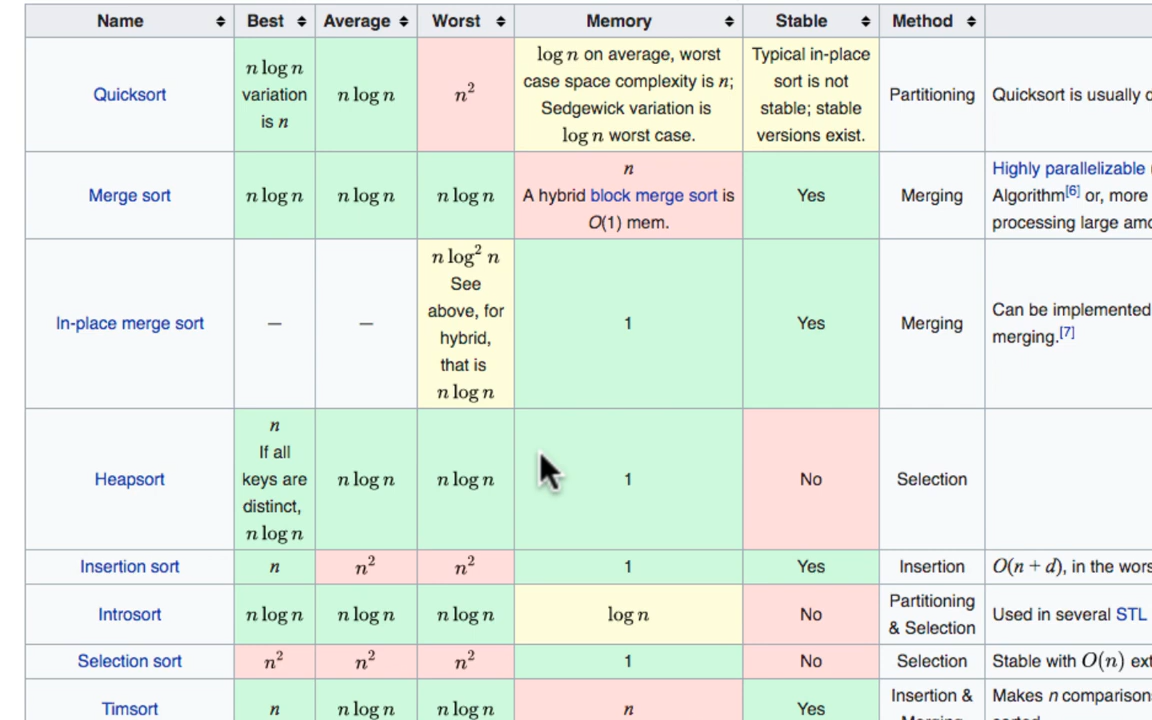 Name Best Average Worst Memory Stable Method
Quicksort
n log n
variation
is n
n log n
n²
log n on average, worst
case space complexity is n;
Sedgewick variation is
log n worst case.
Typical in-place
sort is not
stable; stable
versions exist.
Partitioning
Quicksort is usually
Merge sort
n log n
n log n
n log n
n
A hybrid block merge sort is
O(1) mem.
Yes
Merging
Highly parallelizable
Algorithm[6] or, more
processing large
In-place merge sort
—
—
n log² n
See
above, for
hybrid,
that is
n log n
1
Yes
Merging
Can be implemented
merging.[7]
Heapsort
n
If all
keys are
distinct,
n log n
n log n
n log n
1
No
Selection
Insertion sort
n
n²
n²
1
Yes
Insertion
O(n + d), in the
Introsort
n log n
n log n
n log n
log n
No
Partitioning
& Selection
Used in several STL
Selection sort
n²
n²
n²
1
No
Selection
Stable with O(n)
Timsort
n
n log n
n log n
n
Yes
Insertion &
Makes n